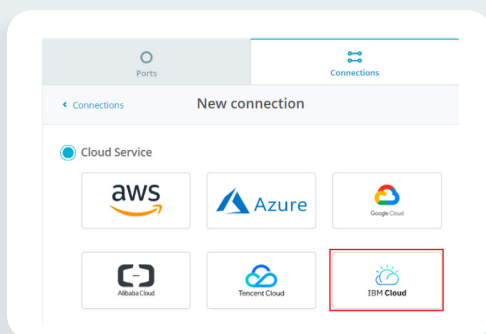 Ports
Connections
Connections
New connection
Cloud Service
aws
Azure
Google Cloud
Alibaba Cloud
Tencent Cloud
IBM Cloud